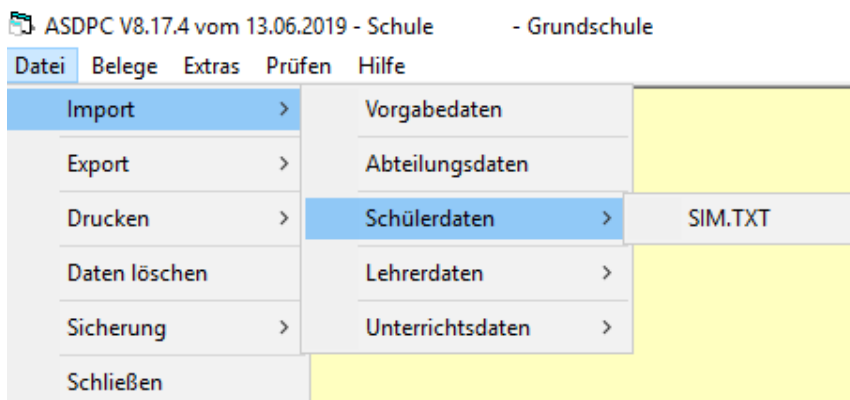 ASDPC V8.17.4 vom 13.06.2019 - Schule - Grundschule
Datei Belege Extras Prüfen Hilfe
Import > Vorgabedaten
Export > Abteilungsdaten
Drucken > Schülerdaten > SIM.TXT
Daten löschen Lehrerdaten >
Sicherung > Unterrichtsdaten >
Schließen